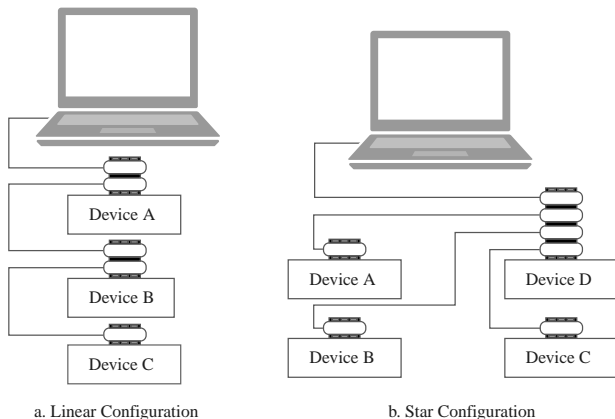 Device A
Device B
Device C
a. Linear Configuration
Device A
Device D
Device B
Device C
b. Star Configuration